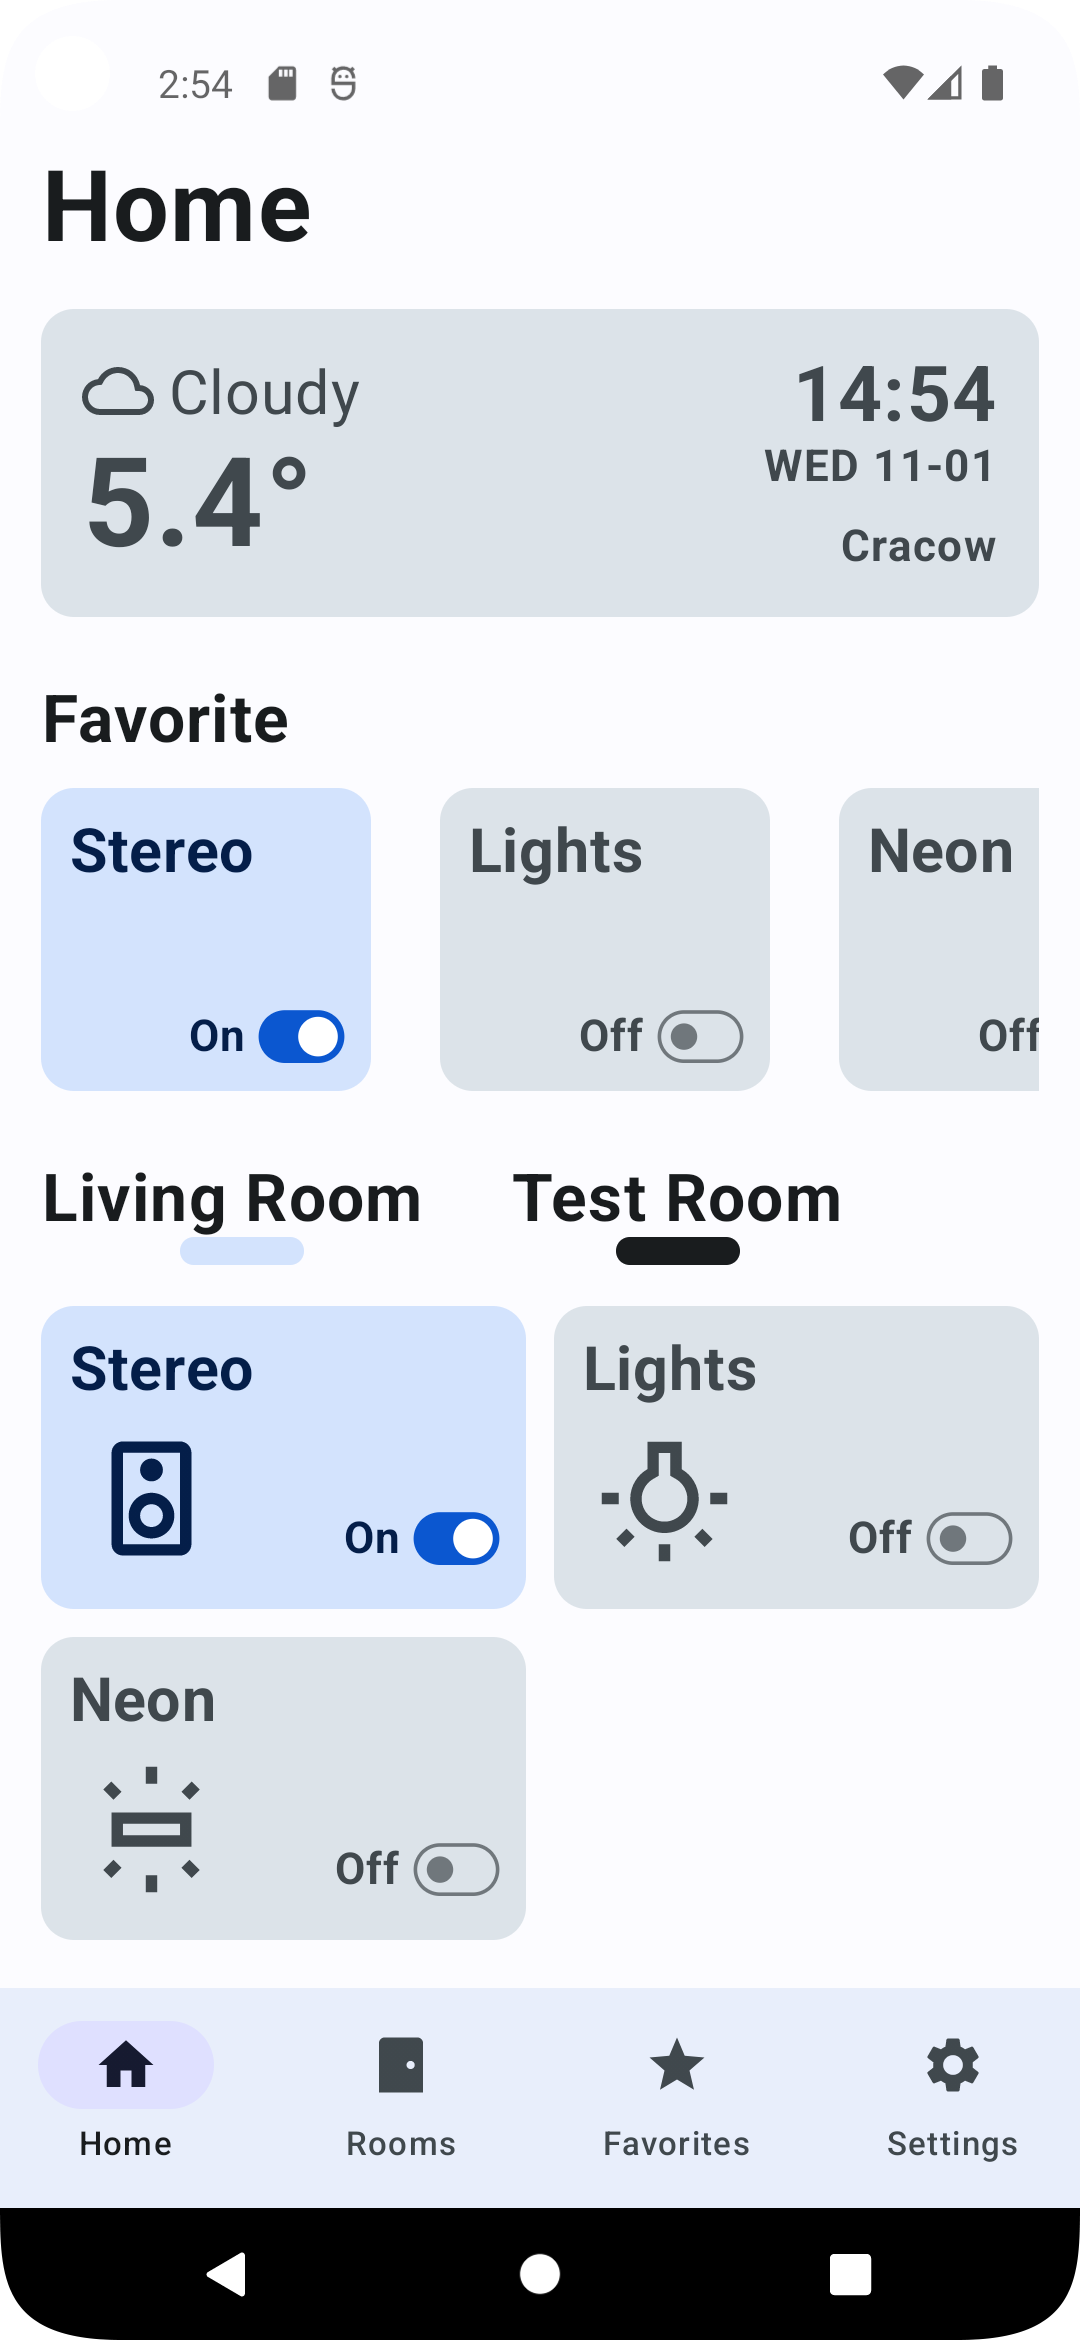 2:54
Home
Cloudy
5.4°
14:54
WED 11-01
Cracow
Favorite
Stereo
On
Lights
Off
Neon
Off
Living Room
Test Room
Stereo
On
Lights
Off
Neon
Off
Home
Rooms
Favorites
Settings